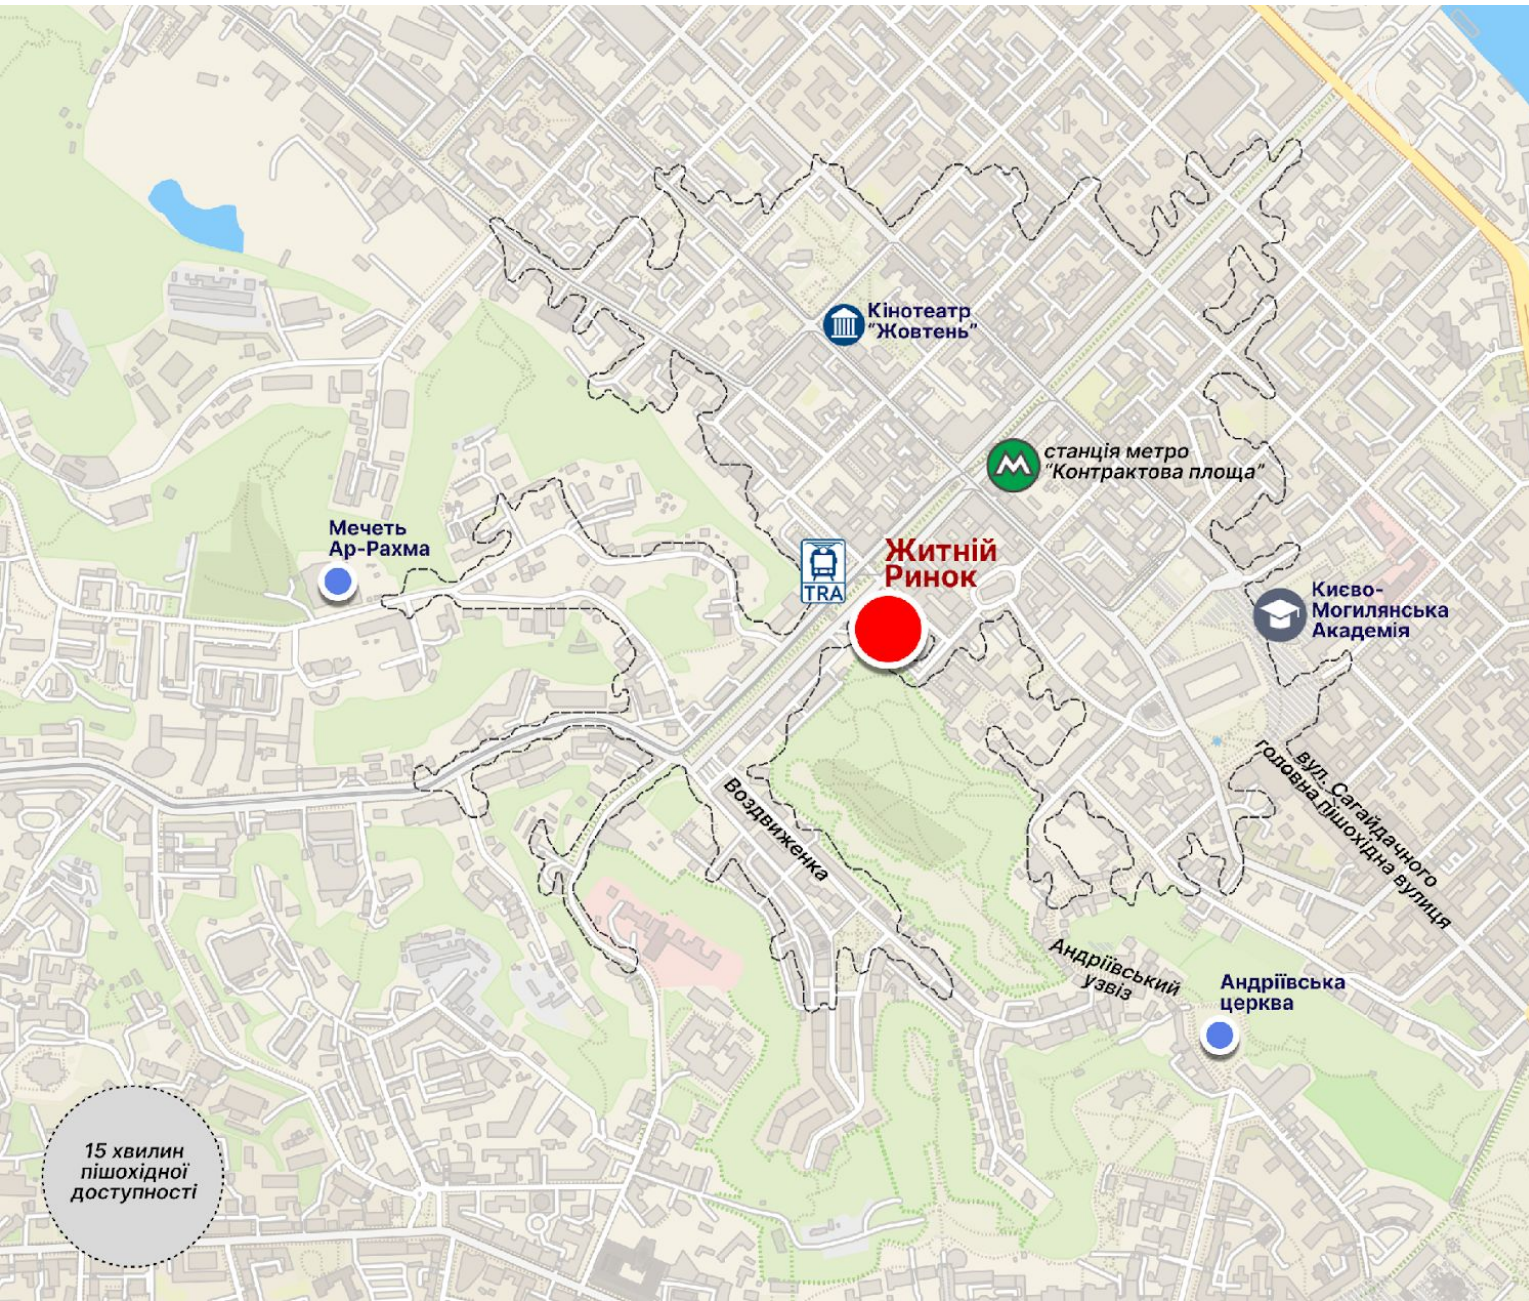 Кінотеатр
“Жовтень”
станція метро
“Контрактова площа”
Мечеть
Ар-Рахма
TRA
Житній
Ринок
Києво-
Могилянська
Академія
вул. Сагайдачного
головна пішохідна вулиця
Воздвиженка
Андріївський
узвіз
Андріївська
церква
15 хвилин
пішохідної
доступності